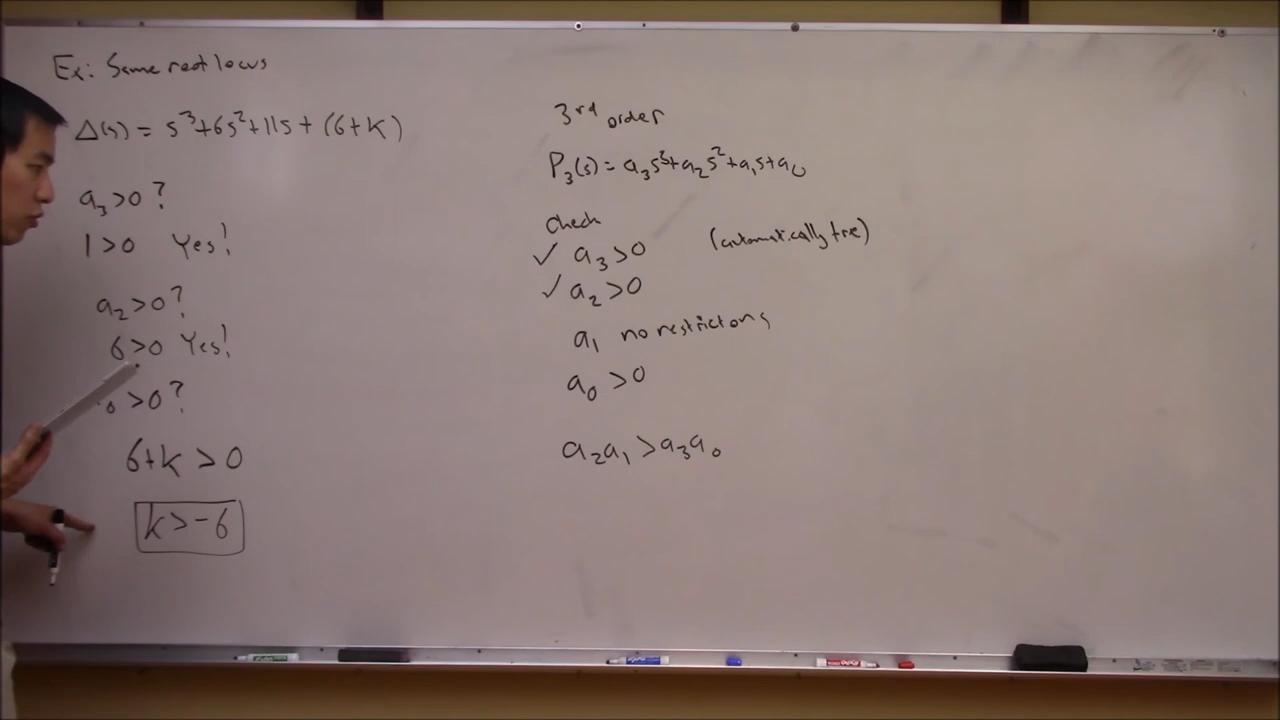 Ex: Same root locus
Δ(s) = s³+6s²+11s+(6+k)
a₃>0?
1>0 Yes!
a₂>0?
6>0 Yes!
₀>0?
6+k>0
k>-6
3rd order
P₃(s)=a₃s³+a₂s²+a₁s+a₀
Check
✓ a₃>0 (automatically true)
✓ a₂>0
a₁ no restrictions
a₀>0
a₂a₁>a₃a₀